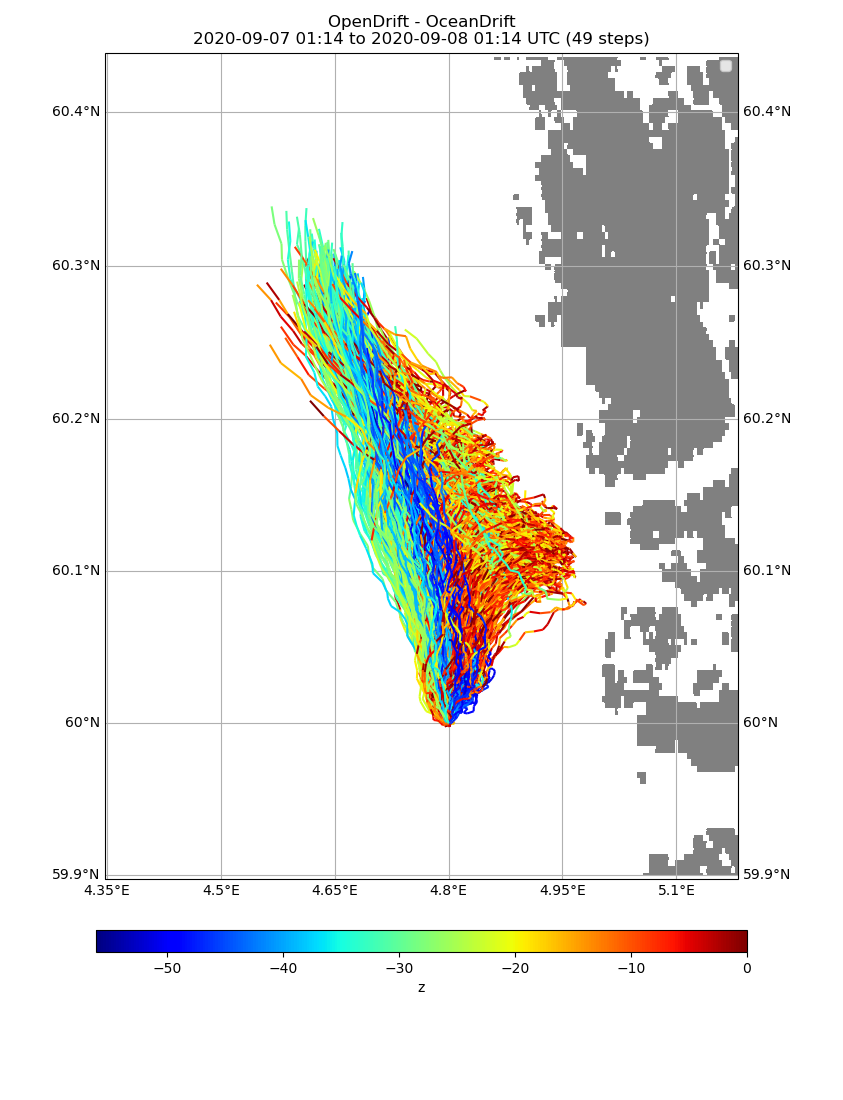 OpenDrift - OceanDrift
2020-09-07 01:14 to 2020-09-08 01:14 UTC (49 steps)
60.4°N 60.4°N
60.3°N 60.3°N
60.2°N 60.2°N
60.1°N 60.1°N
60°N 60°N
59.9°N 59.9°N
4.35°E 4.5°E 4.65°E 4.8°E 4.95°E 5.1°E
−50 −40 −30 −20 −10 0
z